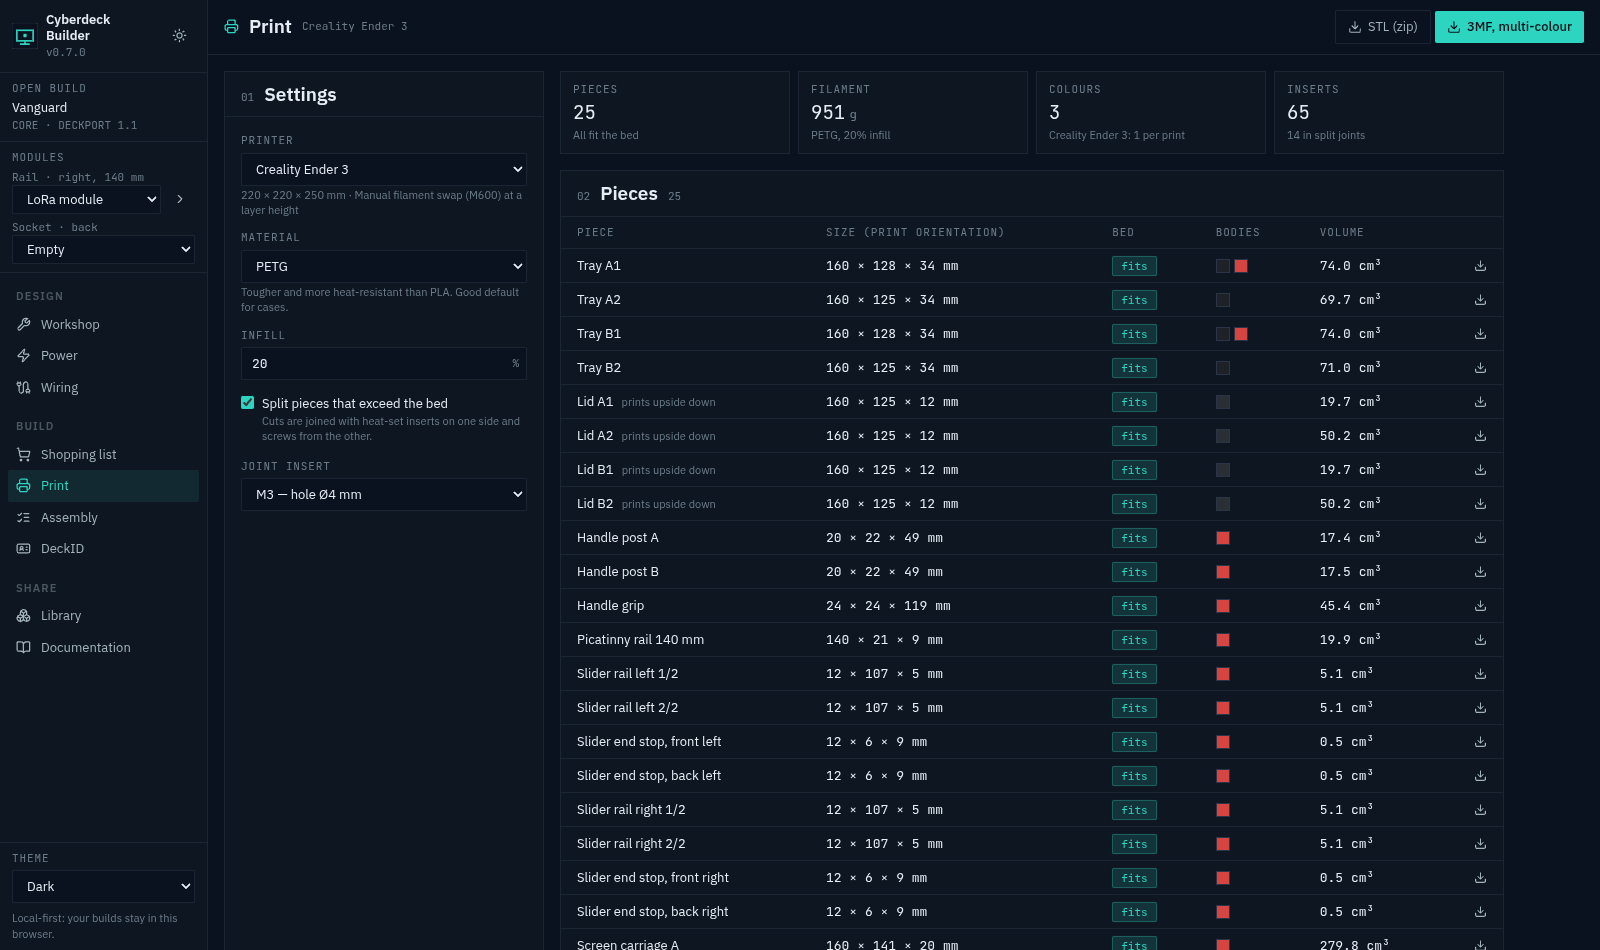 Cyberdeck
Builder
v0.7.0
OPEN BUILD
Vanguard
CORE · DECKPORT 1.1
MODULES
Rail · right, 140 mm
LoRa module
Socket · back
Empty
DESIGN
Workshop
Power
Wiring
BUILD
Shopping list
Print
Assembly
DeckID
SHARE
Library
Documentation
THEME
Dark
Local-first: your builds stay in this
browser.
Print Creality Ender 3
STL (zip)
3MF, multi-colour
01 Settings
PRINTER
Creality Ender 3
220 × 220 × 250 mm · Manual filament swap (M600) at a
layer height
MATERIAL
PETG
Tougher and more heat-resistant than PLA. Good default
for cases.
INFILL
20 %
Split pieces that exceed the bed
Cuts are joined with heat-set inserts on one side and
screws from the other.
JOINT INSERT
M3 — hole Ø4 mm
PIECES
25
All fit the bed
FILAMENT
951 g
PETG, 20% infill
COLOURS
3
Creality Ender 3: 1 per print
INSERTS
65
14 in split joints
02 Pieces 25
PIECE SIZE (PRINT ORIENTATION) BED BODIES VOLUME
Tray A1 160 × 128 × 34 mm fits 74.0 cm³
Tray A2 160 × 125 × 34 mm fits 69.7 cm³
Tray B1 160 × 128 × 34 mm fits 74.0 cm³
Tray B2 160 × 125 × 34 mm fits 71.0 cm³
Lid A1 prints upside down 160 × 125 × 12 mm fits 19.7 cm³
Lid A2 prints upside down 160 × 125 × 12 mm fits 50.2 cm³
Lid B1 prints upside down 160 × 125 × 12 mm fits 19.7 cm³
Lid B2 prints upside down 160 × 125 × 12 mm fits 50.2 cm³
Handle post A 20 × 22 × 49 mm fits 17.4 cm³
Handle post B 20 × 22 × 49 mm fits 17.5 cm³
Handle grip 24 × 24 × 119 mm fits 45.4 cm³
Picatinny rail 140 mm 140 × 21 × 9 mm fits 19.9 cm³
Slider rail left 1/2 12 × 107 × 5 mm fits 5.1 cm³
Slider rail left 2/2 12 × 107 × 5 mm fits 5.1 cm³
Slider end stop, front left 12 × 6 × 9 mm fits 0.5 cm³
Slider end stop, back left 12 × 6 × 9 mm fits 0.5 cm³
Slider rail right 1/2 12 × 107 × 5 mm fits 5.1 cm³
Slider rail right 2/2 12 × 107 × 5 mm fits 5.1 cm³
Slider end stop, front right 12 × 6 × 9 mm fits 0.5 cm³
Slider end stop, back right 12 × 6 × 9 mm fits 0.5 cm³
Screen carriage A 160 × 141 × 20 mm fits 279.8 cm³